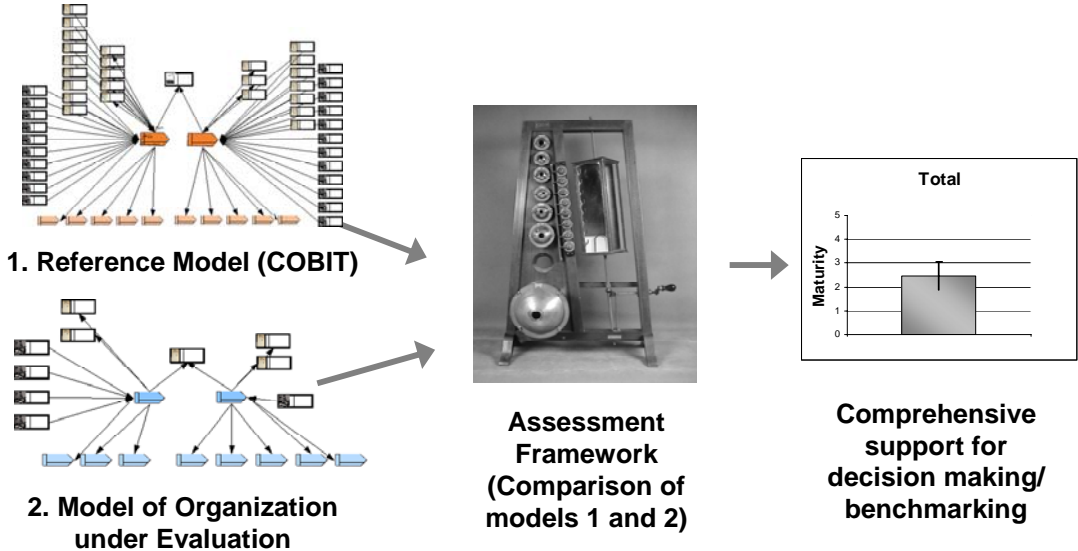 1. Reference Model (COBIT)
2. Model of Organization
under Evaluation
Assessment
Framework
(Comparison of
models 1 and 2)
Total
Maturity
5
4
3
2
1
0
Comprehensive
support for
decision making/
benchmarking